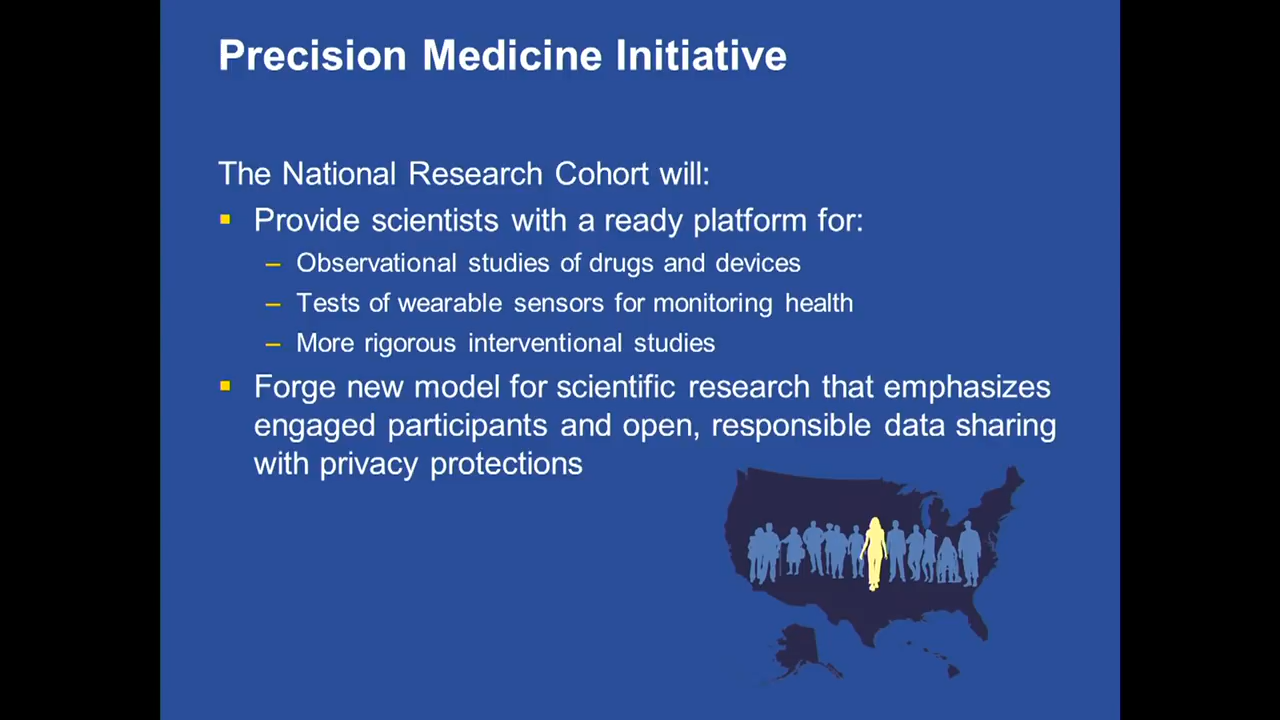 Precision Medicine Initiative
The National Research Cohort will:
▪ Provide scientists with a ready platform for:
– Observational studies of drugs and devices
– Tests of wearable sensors for monitoring health
– More rigorous interventional studies
▪ Forge new model for scientific research that emphasizes
engaged participants and open, responsible data sharing
with privacy protections